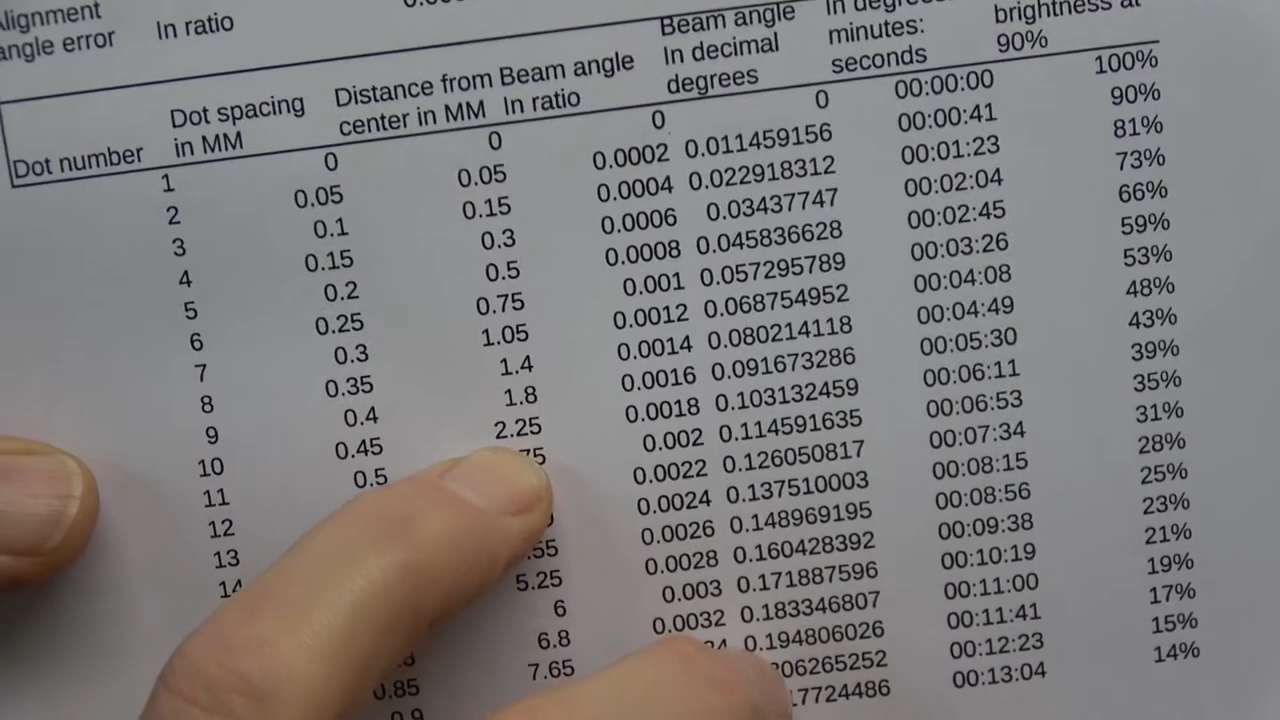 Alignment
angle error In ratio
Dot number
Dot spacing
in MM
Distance from
center in MM
Beam angle
In ratio
Beam angle
In decimal
degrees
In degrees:
minutes:
seconds
brightness at
90%
1 0 0 0 0 00:00:00 100%
2 0.05 0.05 0.0002 0.011459156 00:00:41 90%
3 0.1 0.15 0.0004 0.022918312 00:01:23 81%
4 0.15 0.3 0.0006 0.03437747 00:02:04 73%
5 0.2 0.5 0.0008 0.045836628 00:02:45 66%
6 0.25 0.75 0.001 0.057295789 00:03:26 59%
7 0.3 1.05 0.0012 0.068754952 00:04:08 53%
8 0.35 1.4 0.0014 0.080214118 00:04:49 48%
9 0.4 1.8 0.0016 0.091673286 00:05:30 43%
10 0.45 2.25 0.0018 0.103132459 00:06:11 39%
11 0.5 75 0.002 0.114591635 00:06:53 35%
12 0.0022 0.126050817 00:07:34 31%
13 0.0024 0.137510003 00:08:15 28%
14 .55 0.0026 0.148969195 00:08:56 25%
5.25 0.0028 0.160428392 00:09:38 23%
6 0.003 0.171887596 00:10:19 21%
6.8 0.0032 0.183346807 00:11:00 19%
0.85 7.65 0.194806026 00:11:41 17%
0.9 06265252 00:12:23 15%
17724486 00:13:04 14%